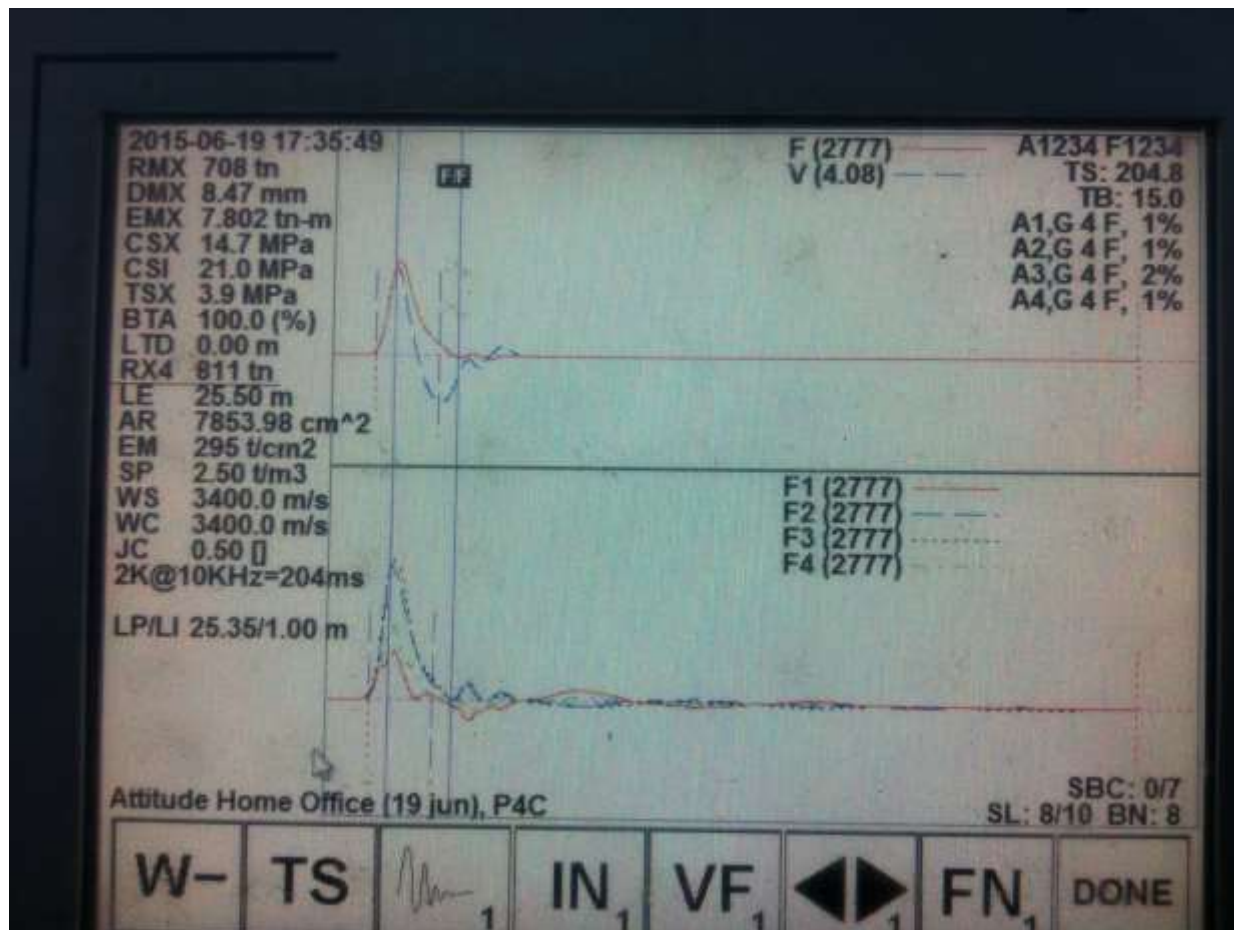 2015-06-19 17:35:49
RMX 708 tn
DMX 8.47 mm
EMX 7.802 tn-m
CSX 14.7 MPa
CSI 21.0 MPa
TSX 3.9 MPa
BTA 100.0 (%)
LTD 0.00 m
RX4 811 tn
LE 25.50 m
AR 7853.98 cm^2
EM 295 t/cm2
SP 2.50 t/m3
WS 3400.0 m/s
WC 3400.0 m/s
JC 0.50 []
2K@10KHz=204ms
LP/LI 25.35/1.00 m
FF
F (2777)
V (4.08)
A1234 F1234
TS: 204.8
TB: 15.0
A1,G 4 F, 1%
A2,G 4 F, 1%
A3,G 4 F, 2%
A4,G 4 F, 1%
F1 (2777)
F2 (2777)
F3 (2777)
F4 (2777)
Attitude Home Office (19 jun), P4C
SBC: 0/7
SL: 8/10 BN: 8
W- TS 1 IN 1 VF 1 ◀▶ 1 FN 1 DONE